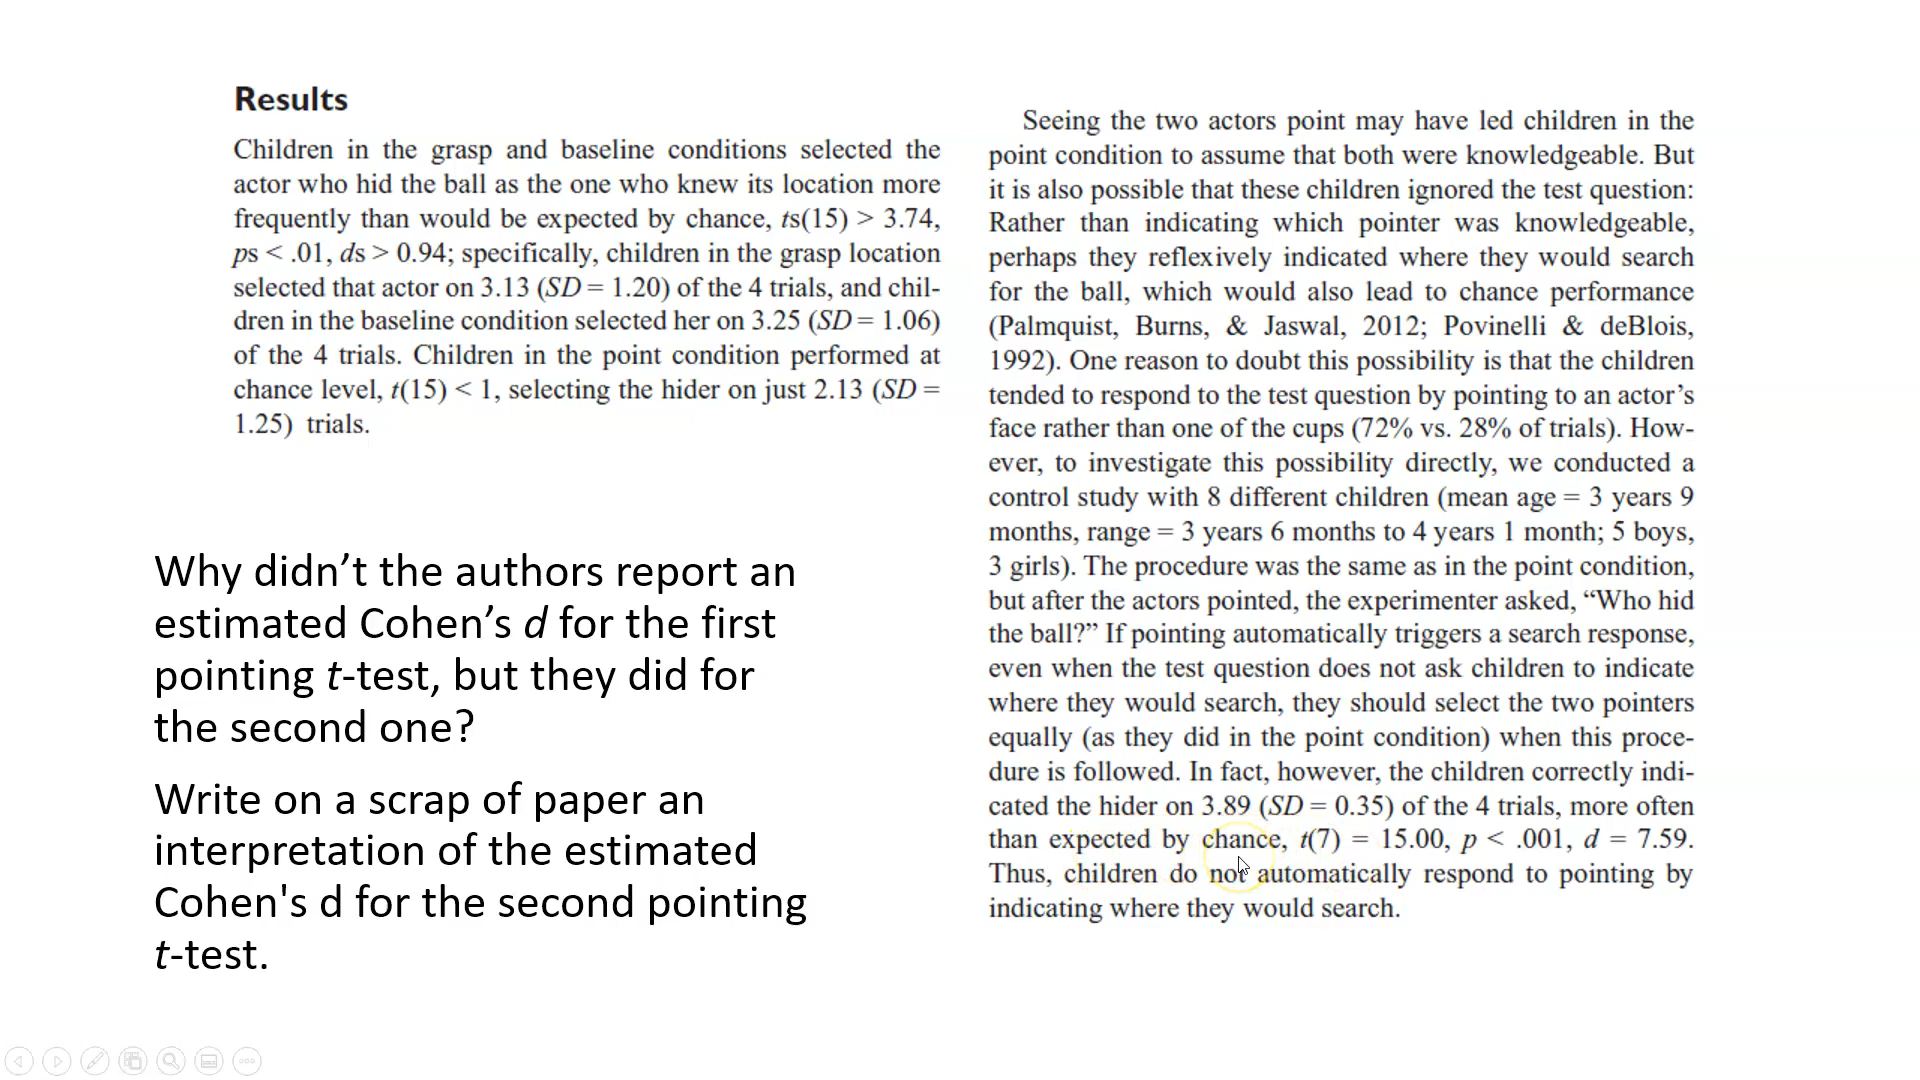 Results
Children in the grasp and baseline conditions selected the
actor who hid the ball as the one who knew its location more
frequently than would be expected by chance, ts(15) > 3.74,
ps < .01, ds > 0.94; specifically, children in the grasp location
selected that actor on 3.13 (SD = 1.20) of the 4 trials, and chil-
dren in the baseline condition selected her on 3.25 (SD = 1.06)
of the 4 trials. Children in the point condition performed at
chance level, t(15) < 1, selecting the hider on just 2.13 (SD =
1.25) trials.
Why didn’t the authors report an
estimated Cohen’s d for the first
pointing t-test, but they did for
the second one?
Write on a scrap of paper an
interpretation of the estimated
Cohen's d for the second pointing
t-test.
Seeing the two actors point may have led children in the
point condition to assume that both were knowledgeable. But
it is also possible that these children ignored the test question:
Rather than indicating which pointer was knowledgeable,
perhaps they reflexively indicated where they would search
for the ball, which would also lead to chance performance
(Palmquist, Burns, & Jaswal, 2012; Povinelli & deBlois,
1992). One reason to doubt this possibility is that the children
tended to respond to the test question by pointing to an actor’s
face rather than one of the cups (72% vs. 28% of trials). How-
ever, to investigate this possibility directly, we conducted a
control study with 8 different children (mean age = 3 years 9
months, range = 3 years 6 months to 4 years 1 month; 5 boys,
3 girls). The procedure was the same as in the point condition,
but after the actors pointed, the experimenter asked, “Who hid
the ball?” If pointing automatically triggers a search response,
even when the test question does not ask children to indicate
where they would search, they should select the two pointers
equally (as they did in the point condition) when this proce-
dure is followed. In fact, however, the children correctly indi-
cated the hider on 3.89 (SD = 0.35) of the 4 trials, more often
than expected by chance, t(7) = 15.00, p < .001, d = 7.59.
Thus, children do not automatically respond to pointing by
indicating where they would search.